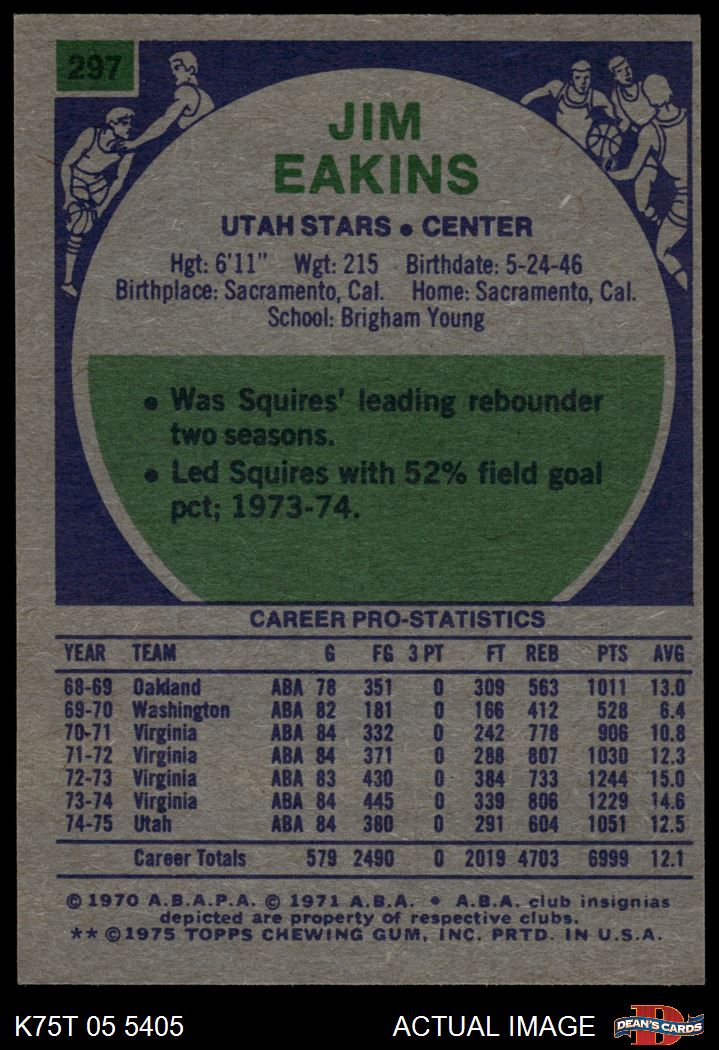 297
JIM
EAKINS
UTAH STARS • CENTER
Hgt: 6'11" Wgt: 215 Birthdate: 5-24-46
Birthplace: Sacramento, Cal. Home: Sacramento, Cal.
School: Brigham Young
• Was Squires' leading rebounder
two seasons.
• Led Squires with 52% field goal
pct; 1973-74.
CAREER PRO-STATISTICS
YEAR TEAM G FG 3 PT FT REB PTS AVG
68-69 Oakland ABA 78 351 0 309 563 1011 13.0
69-70 Washington ABA 82 181 0 166 412 528 6.4
70-71 Virginia ABA 84 332 0 242 778 906 10.8
71-72 Virginia ABA 84 371 0 288 807 1030 12.3
72-73 Virginia ABA 83 430 0 384 733 1244 15.0
73-74 Virginia ABA 84 445 0 339 806 1229 14.6
74-75 Utah ABA 84 380 0 291 604 1051 12.5
Career Totals 579 2490 0 2019 4703 6999 12.1
© 1970 A.B.A.P.A. © 1971 A.B.A. • A.B.A. club insignias
depicted are property of respective clubs.
** © 1975 TOPPS CHEWING GUM, INC. PRTD. IN U.S.A.
K75T 05 5405 ACTUAL IMAGE D DEAN'S CARDS